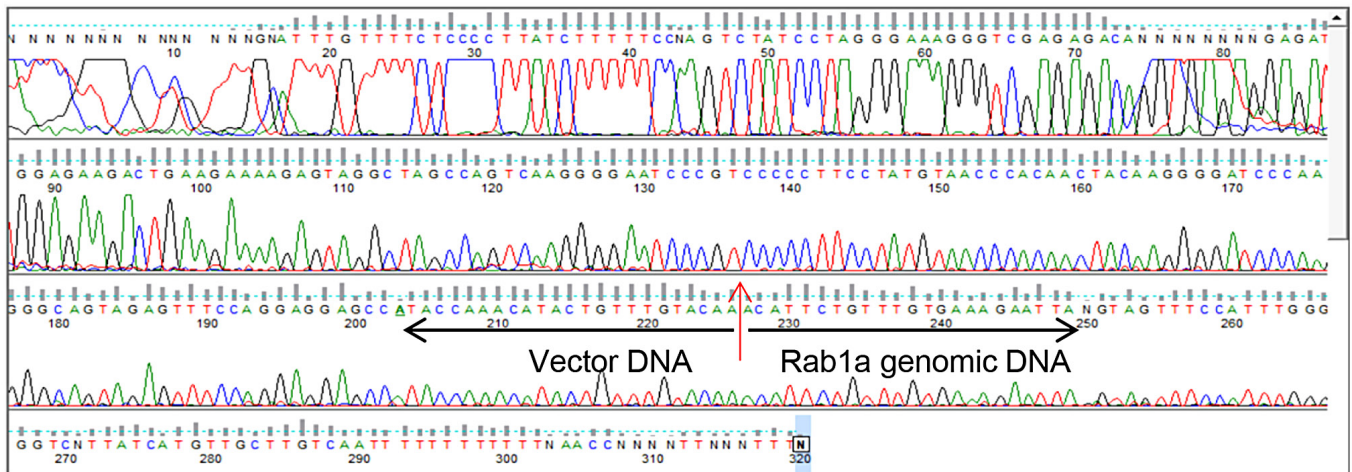 N N N N N N N N N N N N N N N G N A T T T G T T T T C T C C C C T T A T C T T T T T C C N A G T C T A T C C T A G G G A A A G G G T C G A G A G A C A N N N N N N N N G A G A T
10 20 30 40 50 60 70 80
G G A G A A G A C T G A A G A A A A G A G T A G G C T A G C C A G T C A A G G G G G A A T C C C C G T C C C C C C T T C C T A T G T A A C C C A C A A C T A C A A G G G G G A T C C C C A A
90 100 110 120 130 140 150 160 170
G G G C A G T A G A G T T T C C A G G A G G A G C C A T A C C A A A C A T A C T G T T T G T A C A A A C A T T C T G T T T G T G A A A G A A T T A N G T A G T T T C C A T T T G G G
180 190 200 210 220 230 240 250 260
Vector DNA Rab1a genomic DNA
G G T C N T T A T C A T G T T G C T T G T C A A T T T T T T T T T T T T N A A C C N N N N T T N N N T T T N
270 280 290 300 310 320